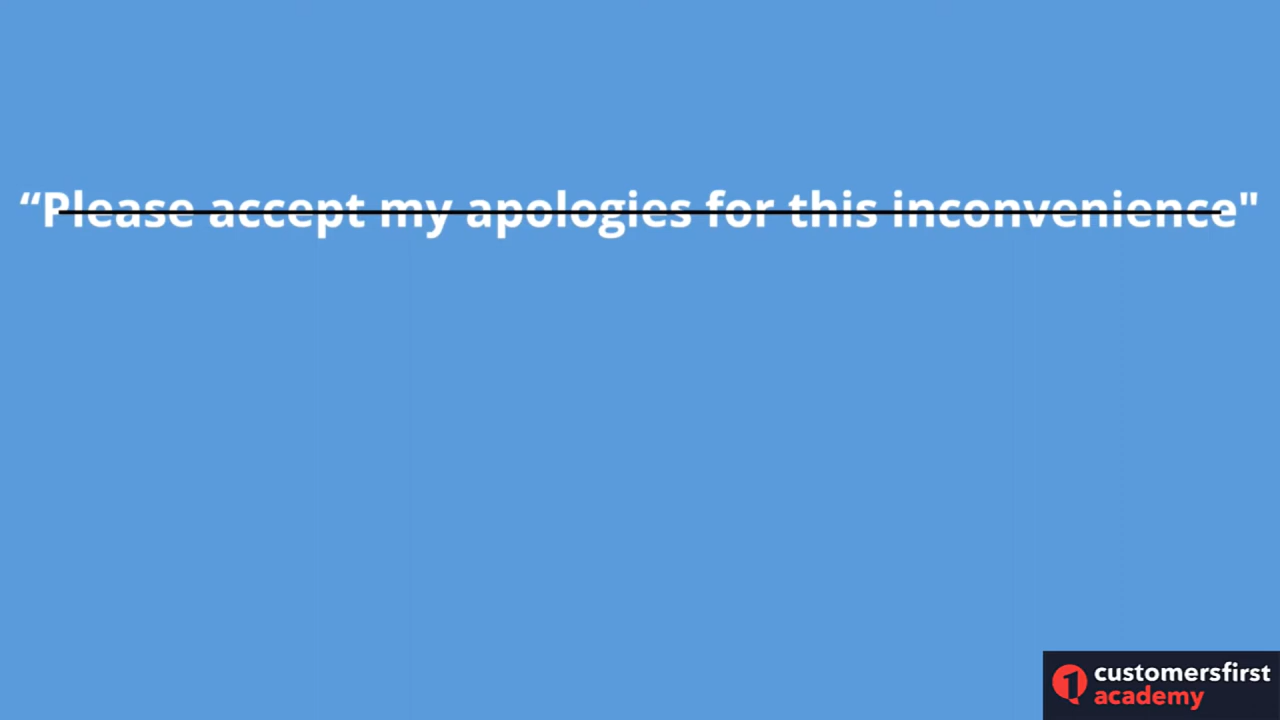 “Please accept my apologies for this inconvenience"
customersfirst
academy